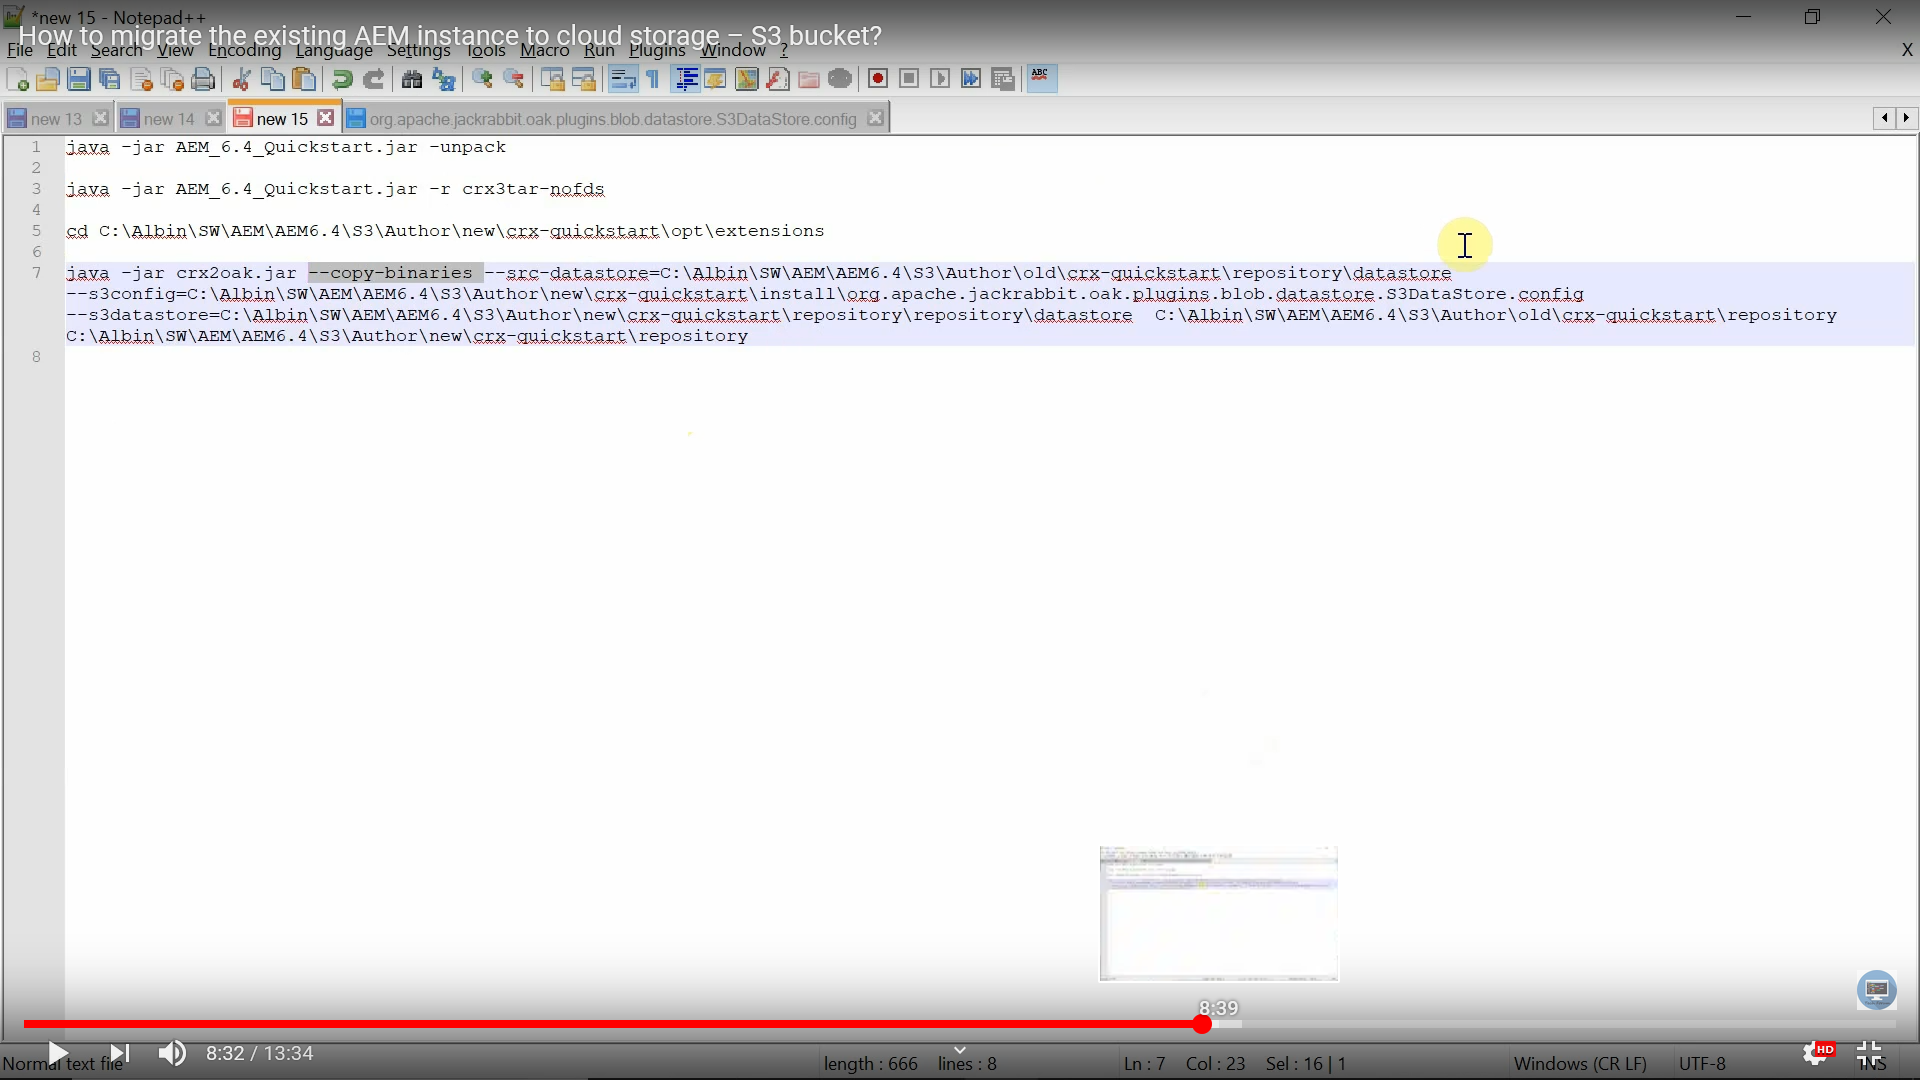 *new 15 - Notepad++
How to migrate the existing AEM instance to cloud storage – S3 bucket?
File Edit Search View Encoding Language Settings Tools Macro Run Plugins Window ?
X
ABC
new 13 new 14 new 15 org.apache.jackrabbit.oak.plugins.blob.datastore.S3DataStore.config
1 java -jar AEM_6.4_Quickstart.jar -unpack
2
3 java -jar AEM_6.4_Quickstart.jar -r crx3tar-nofds
4
5 cd C:\Albin\SW\AEM\AEM6.4\S3\Author\new\crx-quickstart\opt\extensions
6
7 java -jar crx2oak.jar --copy-binaries --src-datastore=C:\Albin\SW\AEM\AEM6.4\S3\Author\old\crx-quickstart\repository\datastore
--s3config=C:\Albin\SW\AEM\AEM6.4\S3\Author\new\crx-quickstart\install\org.apache.jackrabbit.oak.plugins.blob.datastore.S3DataStore.config
--s3datastore=C:\Albin\SW\AEM\AEM6.4\S3\Author\new\crx-quickstart\repository\repository\datastore C:\Albin\SW\AEM\AEM6.4\S3\Author\old\crx-quickstart\repository
C:\Albin\SW\AEM\AEM6.4\S3\Author\new\crx-quickstart\repository
8
8:39
8:32 / 13:34
HD
Normal text file length : 666 lines : 8 Ln : 7 Col : 23 Sel : 16 | 1 Windows (CR LF) UTF-8 INS